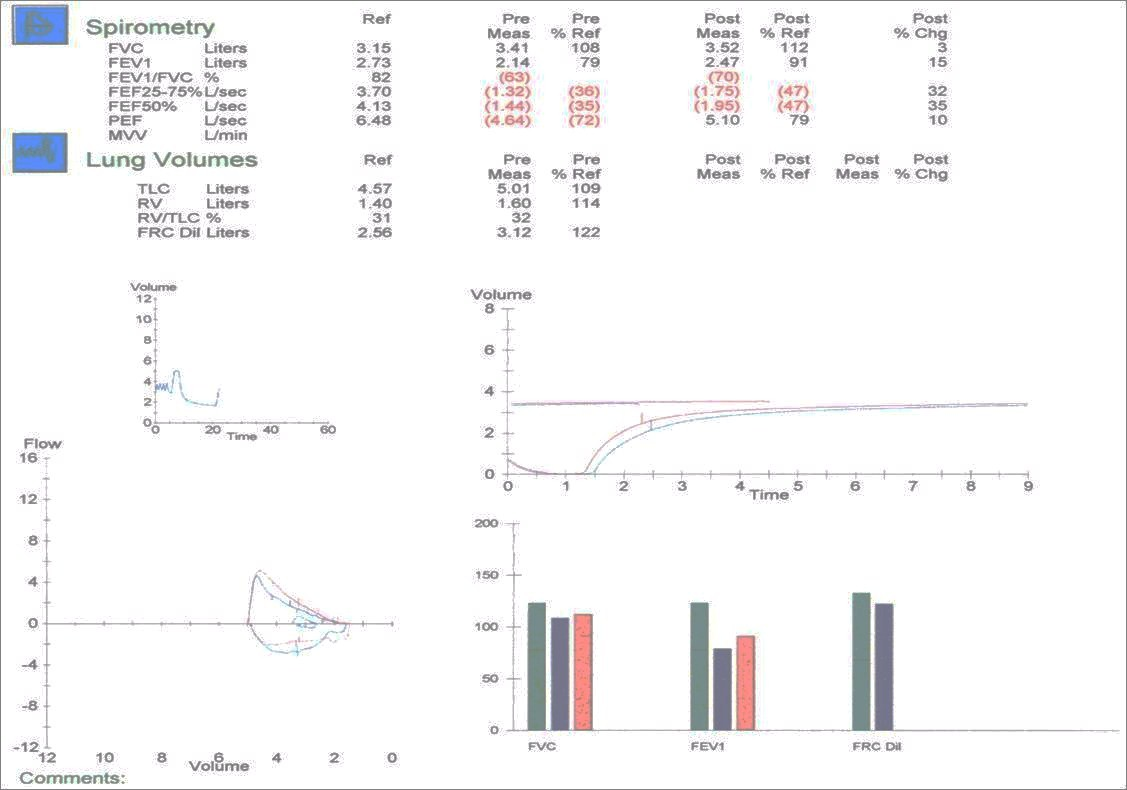 Spirometry Ref Pre Meas Pre % Ref Post Meas Post % Ref Post % Chg
FVC Liters 3.15 3.41 108 3.52 112 3
FEV1 Liters 2.73 2.14 79 2.47 91 15
FEV1/FVC % 82 (63) (70)
FEF25-75% L/sec 3.70 (1.32) (36) (1.75) (47) 32
FEF50% L/sec 4.13 (1.44) (35) (1.95) (47) 35
PEF L/sec 6.48 (4.64) (72) 5.10 79 10
MVV L/min
Lung Volumes Ref Pre Meas Pre % Ref Post Meas Post % Ref Post Meas Post % Chg
TLC Liters 4.57 5.01 109
RV Liters 1.40 1.60 114
RV/TLC % 31 32
FRC Dil Liters 2.56 3.12 122
Volume
12
10
8
6
4
2
0
0 20 40 60
Time
Volume
8
6
4
2
0
0 1 2 3 4 5 6 7 8 9
Time
Flow
16
12
8
4
0
-4
-8
-12
12 10 8 6 4 2 0
Volume
200
150
100
50
0
FVC FEV1 FRC Dil
Comments: